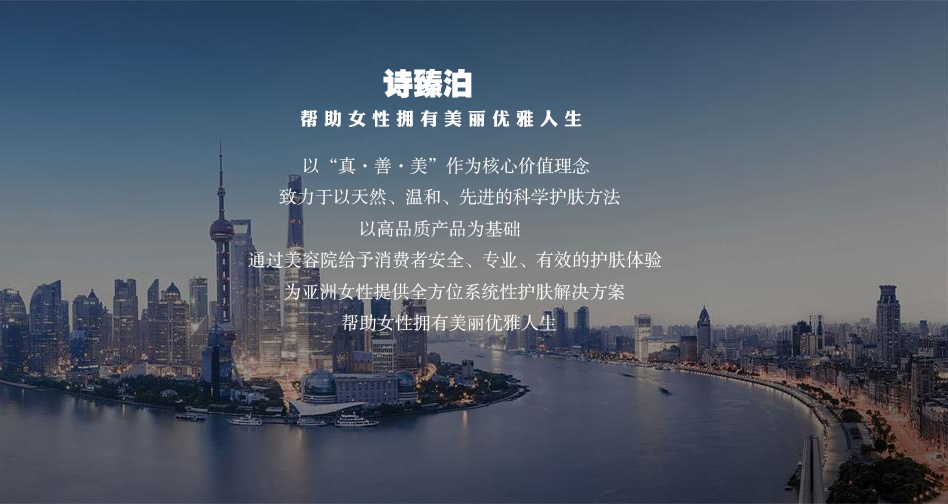 诗臻泊
帮助女性拥有美丽优雅人生
以“真·善·美”作为核心价值理念
致力于以天然、温和、先进的科学护肤方法
以高品质产品为基础
通过美容院给予消费者安全、专业、有效的护肤体验
为亚洲女性提供全方位系统性护肤解决方案
帮助女性拥有美丽优雅人生